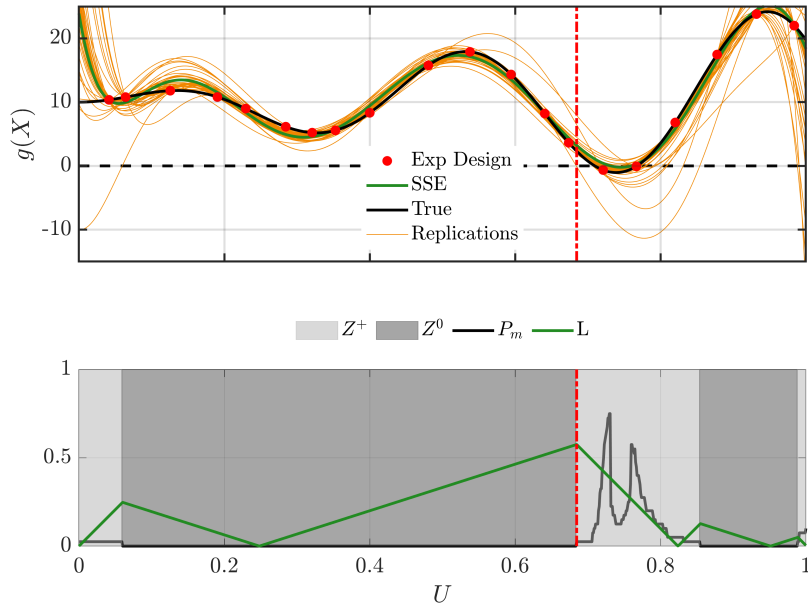 20
10
0
-10
g(X)
Exp Design
SSE
True
Replications
Z⁺ Z⁰ Pₘ L
1
0.5
0
0 0.2 0.4 0.6 0.8 1
U